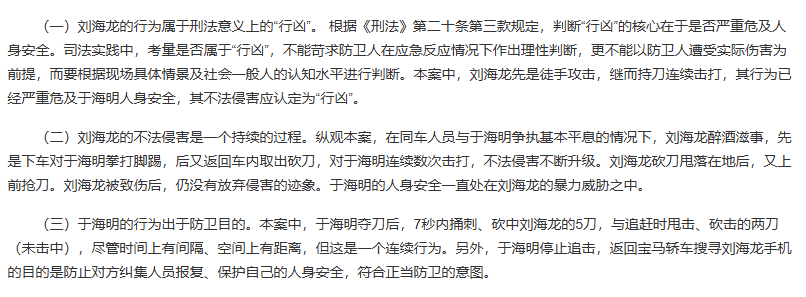 （一）刘海龙的行为属于刑法意义上的“行凶”。 根据《刑法》第二十条第三款规定，判断“行凶”的核心在于是否严重危及人
身安全。司法实践中，考量是否属于“行凶”，不能苛求防卫人在应急反应情况下作出理性判断，更不能以防卫人遭受实际伤害为
前提，而要根据现场具体情景及社会一般人的认知水平进行判断。本案中，刘海龙先是徒手攻击，继而持刀连续击打，其行为已
经严重危及于海明人身安全，其不法侵害应认定为“行凶”。
（二）刘海龙的不法侵害是一个持续的过程。纵观本案，在同车人员与于海明争执基本平息的情况下，刘海龙醉酒滋事，先
是下车对于海明拳打脚踢，后又返回车内取出砍刀，对于海明连续数次击打，不法侵害不断升级。刘海龙砍刀甩落在地后，又上
前抢刀。刘海龙被致伤后，仍没有放弃侵害的迹象。于海明的人身安全一直处在刘海龙的暴力威胁之中。
（三）于海明的行为出于防卫目的。本案中，于海明夺刀后，7秒内捅刺、砍中刘海龙的5刀，与追赶时甩击、砍击的两刀
（未击中），尽管时间上有间隔、空间上有距离，但这是一个连续行为。另外，于海明停止追击，返回宝马轿车搜寻刘海龙手机
的目的是防止对方纠集人员报复、保护自己的人身安全，符合正当防卫的意图。